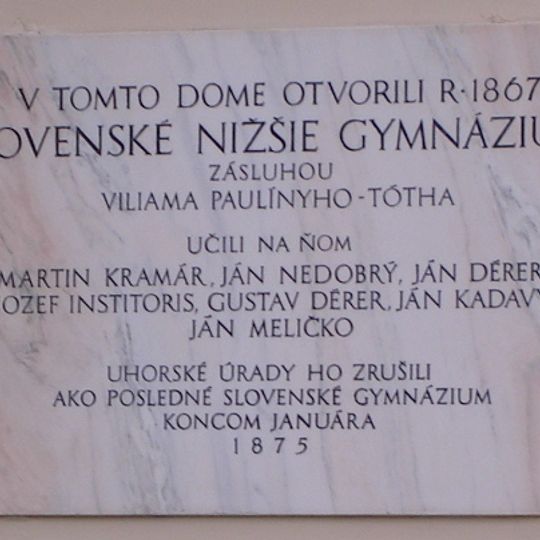 V TOMTO DOME OTVORILI R·1867
OVENSKÉ NIŽŠIE GYMNÁZIU
ZÁSLUHOU
VILIAMA PAULÍNYHO-TÓTHA
UČILI NA ŇOM
MARTIN KRAMÁR, JÁN NEDOBRÝ, JÁN DÉRER
OZEF INSTITORIS, GUSTAV DÉRER, JÁN KADAVÝ
JÁN MELIČKO
UHORSKÉ ÚRADY HO ZRUŠILI
AKO POSLEDNÉ SLOVENSKÉ GYMNÁZIUM
KONCOM JANUÁRA
1875